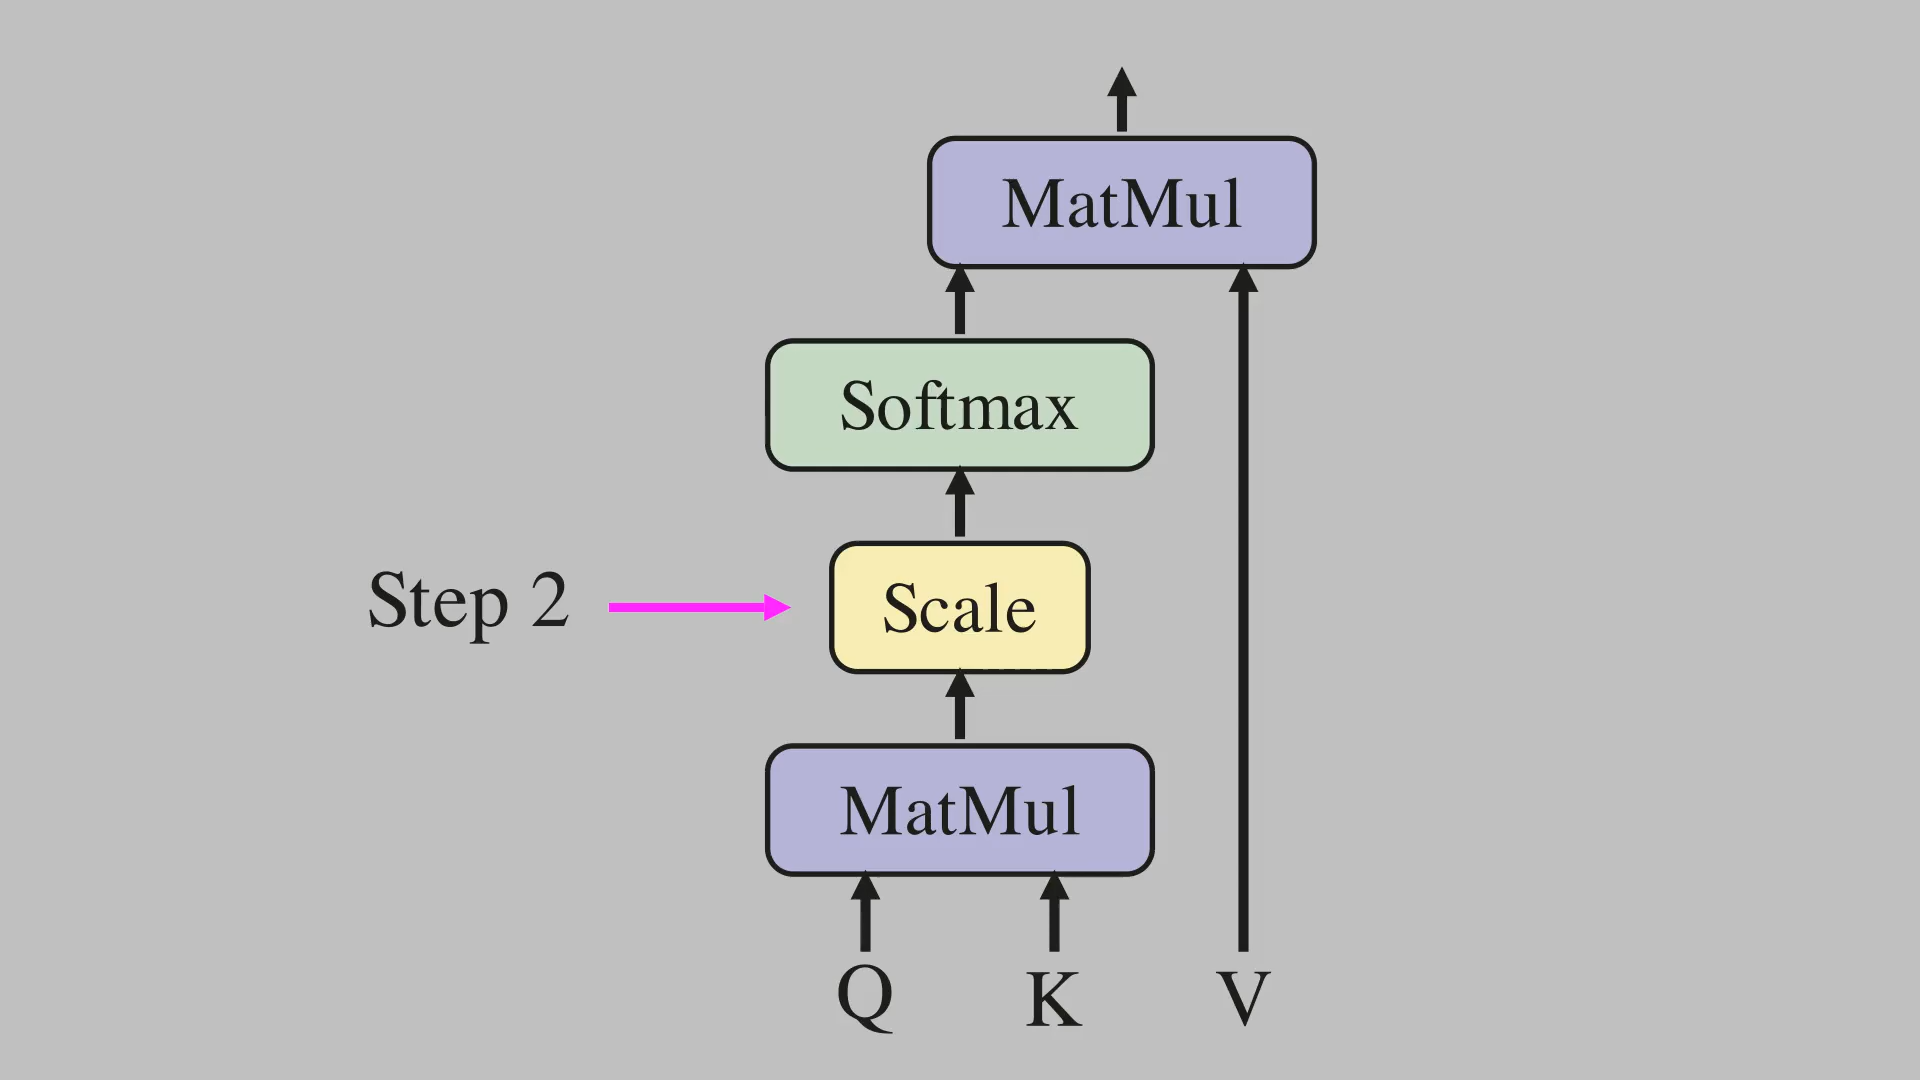 MatMul
Softmax
Step 2
Scale
MatMul
Q K V